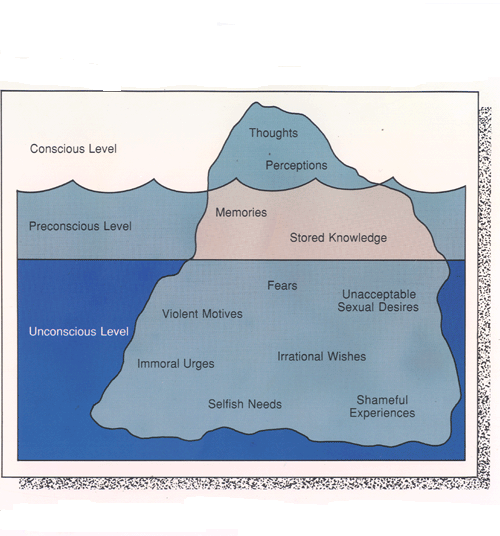 Thoughts
Conscious Level
Perceptions
Memories
Preconscious Level
Stored Knowledge
Fears
Unacceptable
Sexual Desires
Violent Motives
Unconscious Level
Irrational Wishes
Immoral Urges
Selfish Needs
Shameful
Experiences